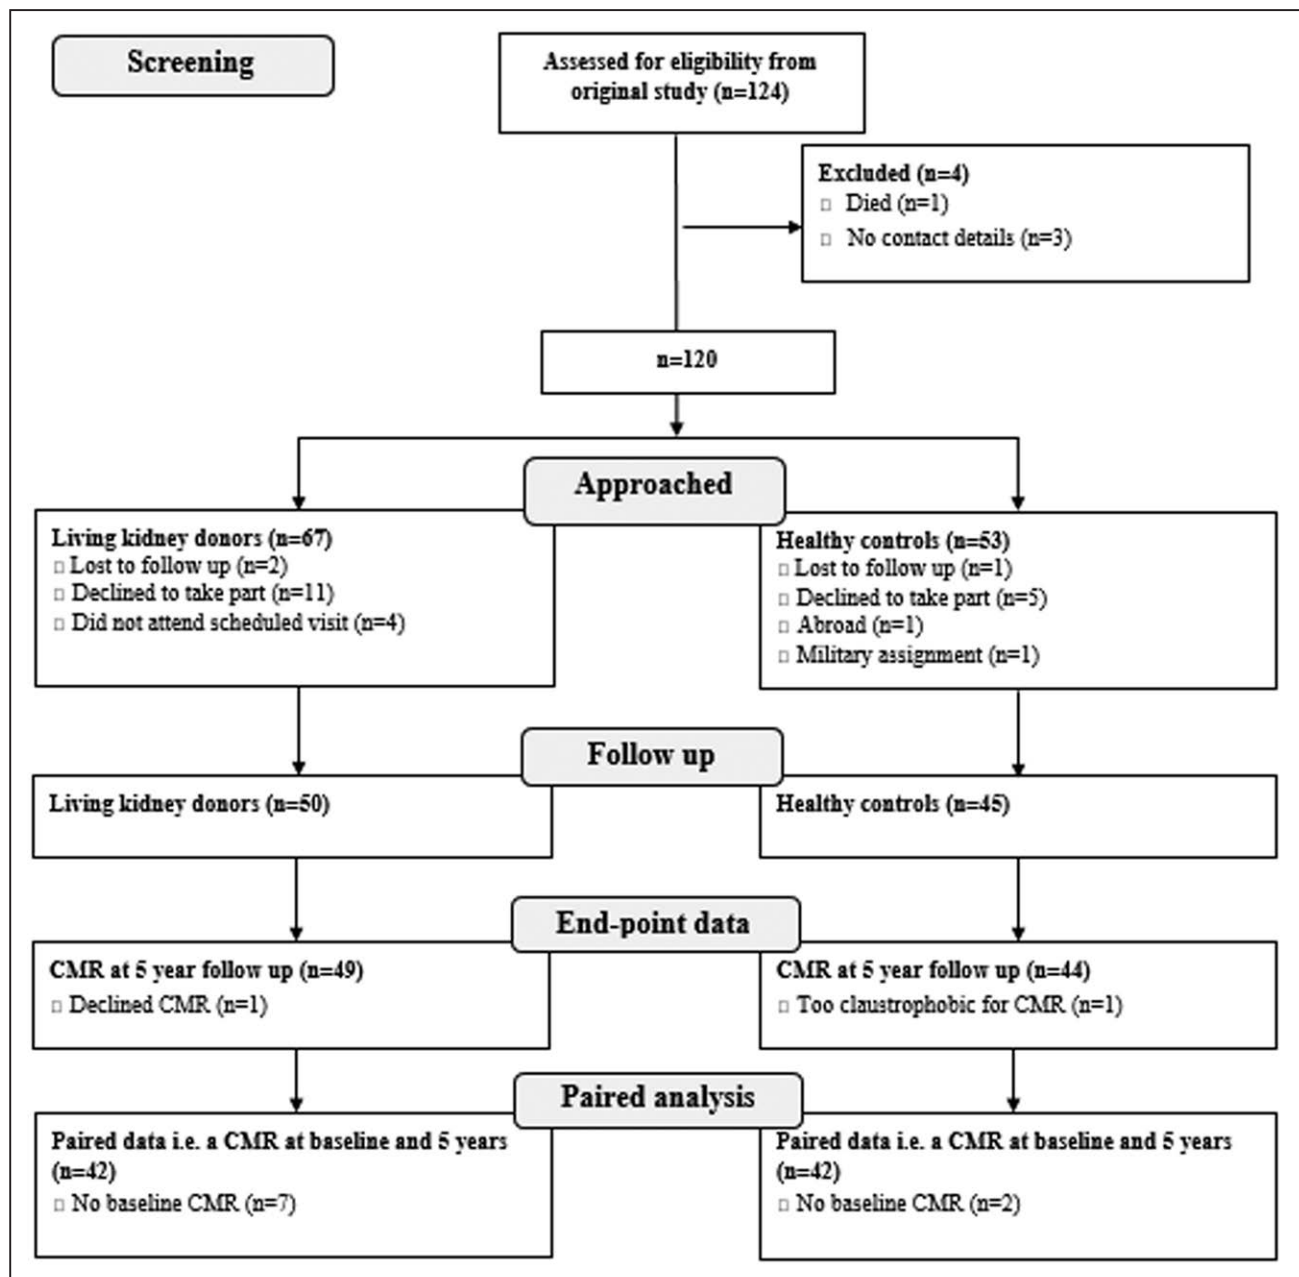 Screening
Assessed for eligibility from
original study (n=124)
Excluded (n=4)
□ Died (n=1)
□ No contact details (n=3)
n=120
Approached
Living kidney donors (n=67)
□ Lost to follow up (n=2)
□ Declined to take part (n=11)
□ Did not attend scheduled visit (n=4)
Healthy controls (n=53)
□ Lost to follow up (n=1)
□ Declined to take part (n=5)
□ Abroad (n=1)
□ Military assignment (n=1)
Follow up
Living kidney donors (n=50)
Healthy controls (n=45)
End-point data
CMR at 5 year follow up (n=49)
□ Declined CMR (n=1)
CMR at 5 year follow up (n=44)
□ Too claustrophobic for CMR (n=1)
Paired analysis
Paired data i.e. a CMR at baseline and 5 years
(n=42)
□ No baseline CMR (n=7)
Paired data i.e. a CMR at baseline and 5 years
(n=42)
□ No baseline CMR (n=2)